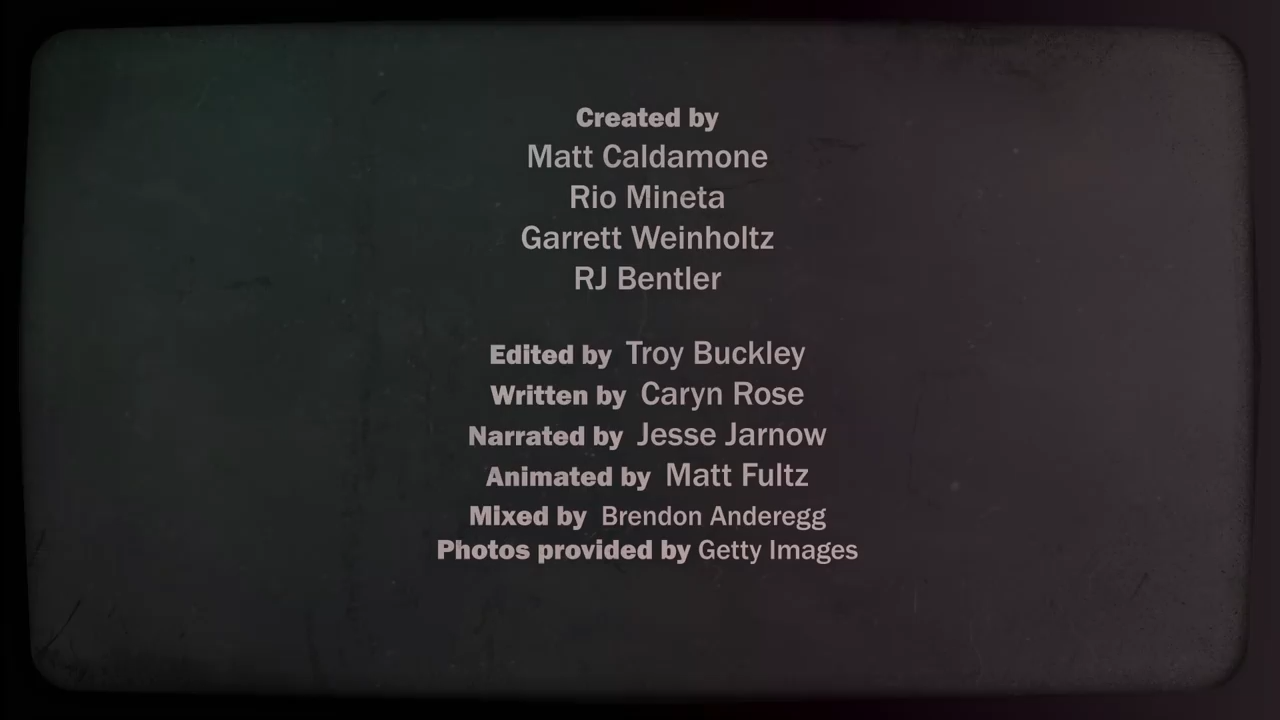 Created by
Matt Caldamone
Rio Mineta
Garrett Weinholtz
RJ Bentler
Edited by Troy Buckley
Written by Caryn Rose
Narrated by Jesse Jarnow
Animated by Matt Fultz
Mixed by Brendon Anderegg
Photos provided by Getty Images